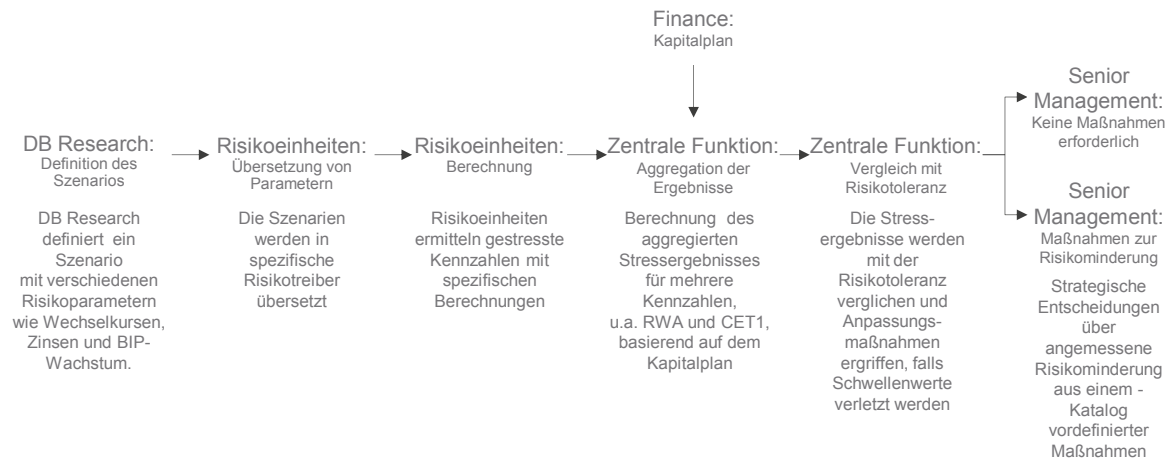 Finance:
Kapitalplan
DB Research:
Definition des
Szenarios
DB Research
definiert ein
Szenario
mit verschiedenen
Risikoparametern
wie Wechselkursen,
Zinsen und BIP-
Wachstum.
Risikoeinheiten:
Übersetzung von
Parametern
Die Szenarien
werden in
spezifische
Risikotreiber
übersetzt
Risikoeinheiten:
Berechnung
Risikoeinheiten
ermitteln gestresste
Kennzahlen mit
spezifischen
Berechnungen
Zentrale Funktion:
Aggregation der
Ergebnisse
Berechnung des
aggregierten
Stressergebnisses
für mehrere
Kennzahlen,
u.a. RWA und CET1,
basierend auf dem
Kapitalplan
Zentrale Funktion:
Vergleich mit
Risikotoleranz
Die Stress-
ergebnisse werden
mit der
Risikotoleranz
verglichen und
Anpassungs-
maßnahmen
ergriffen, falls
Schwellenwerte
verletzt werden
Senior
Management:
Keine Maßnahmen
erforderlich
Senior
Management:
Maßnahmen zur
Risikominderung
Strategische
Entscheidungen
über
angemessene
Risikominderung
aus einem -
Katalog
vordefinierter
Maßnahmen